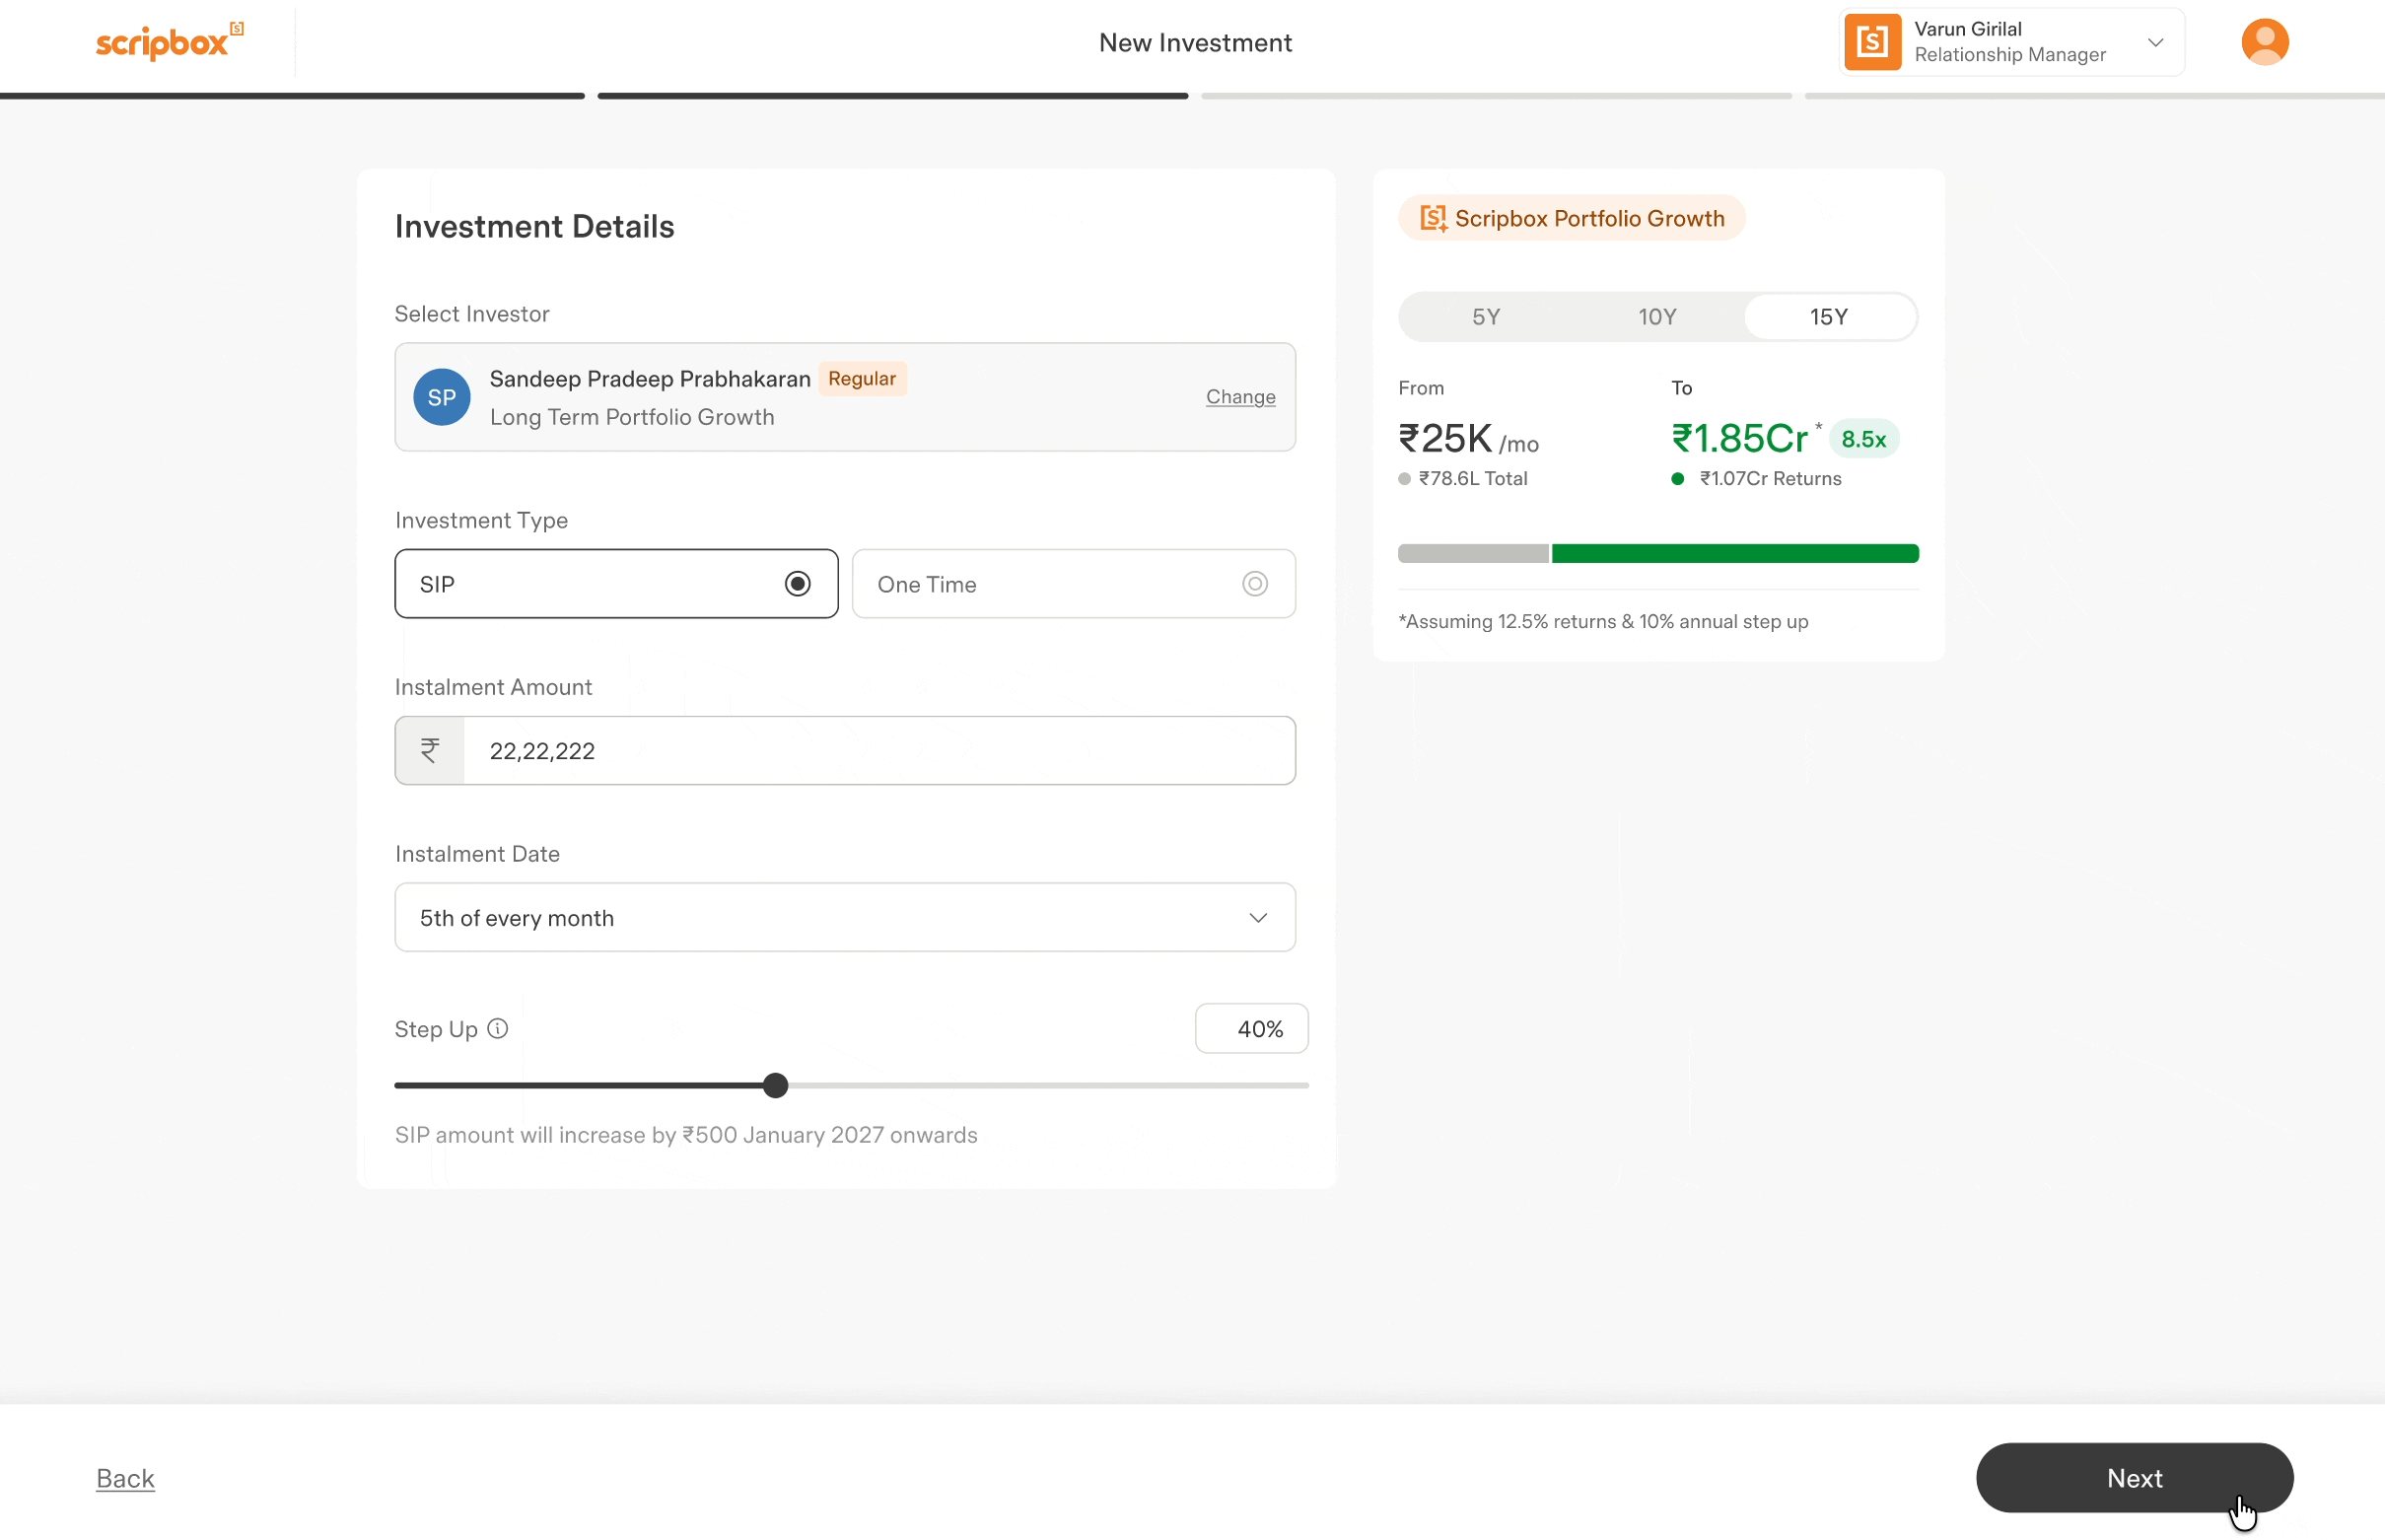 scripbox [S]
New Investment
[S] Varun Girilal
Relationship Manager
Investment Details
Select Investor
SP
Sandeep Pradeep Prabhakaran Regular
Long Term Portfolio Growth
Change
Investment Type
SIP
One Time
Instalment Amount
₹ 22,22,222
Instalment Date
5th of every month
Step Up
40%
SIP amount will increase by ₹500 January 2027 onwards
[S] Scripbox Portfolio Growth
5Y 10Y 15Y
From To
₹25K /mo ₹1.85Cr * 8.5x
₹78.6L Total ₹1.07Cr Returns
*Assuming 12.5% returns & 10% annual step up
Back
Next